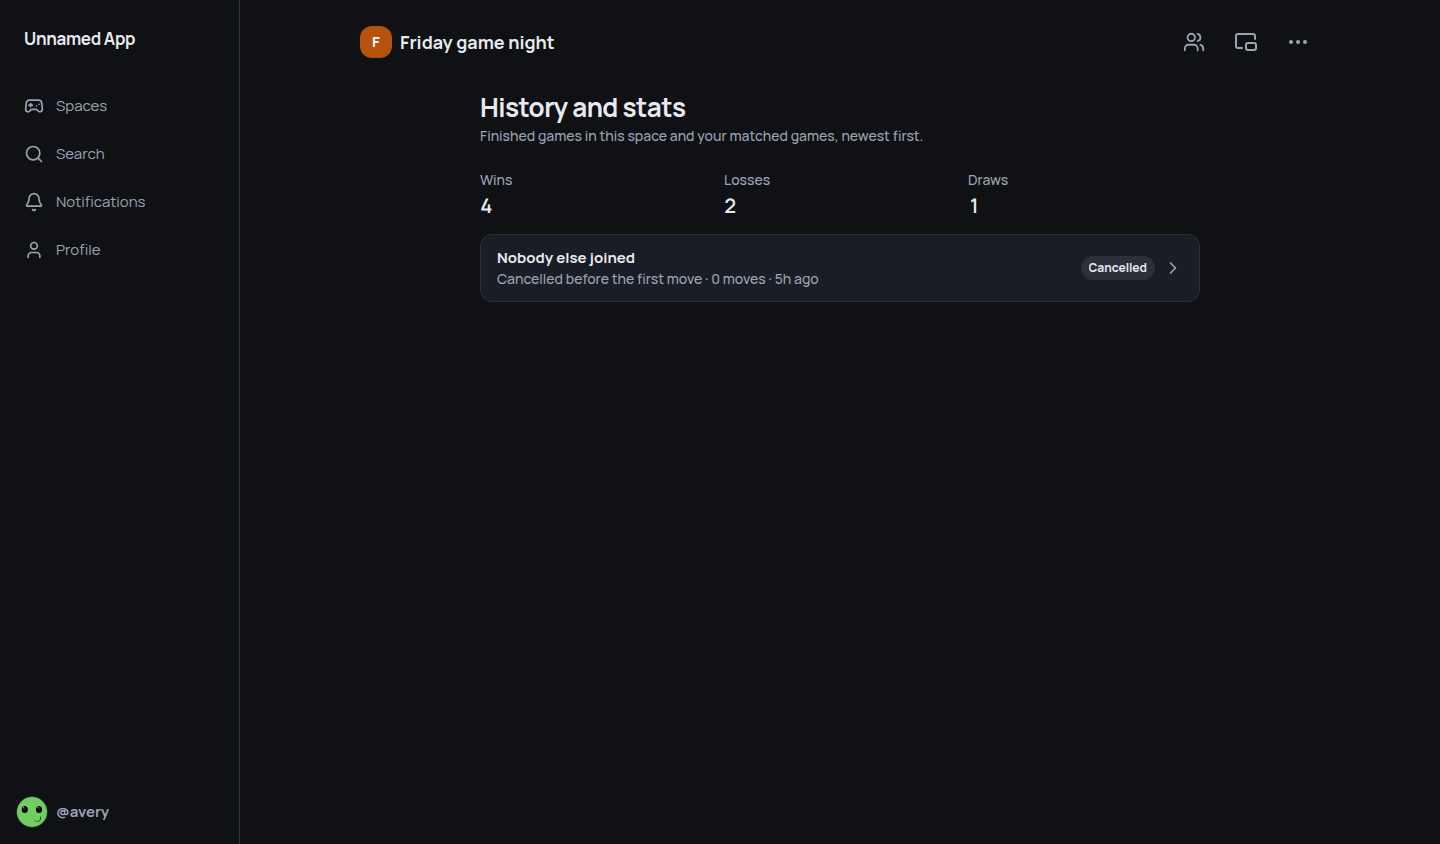 Unnamed App
Spaces
Search
Notifications
Profile
@avery
F
Friday game night
History and stats
Finished games in this space and your matched games, newest first.
Wins
4
Losses
2
Draws
1
Nobody else joined
Cancelled before the first move · 0 moves · 5h ago
Cancelled